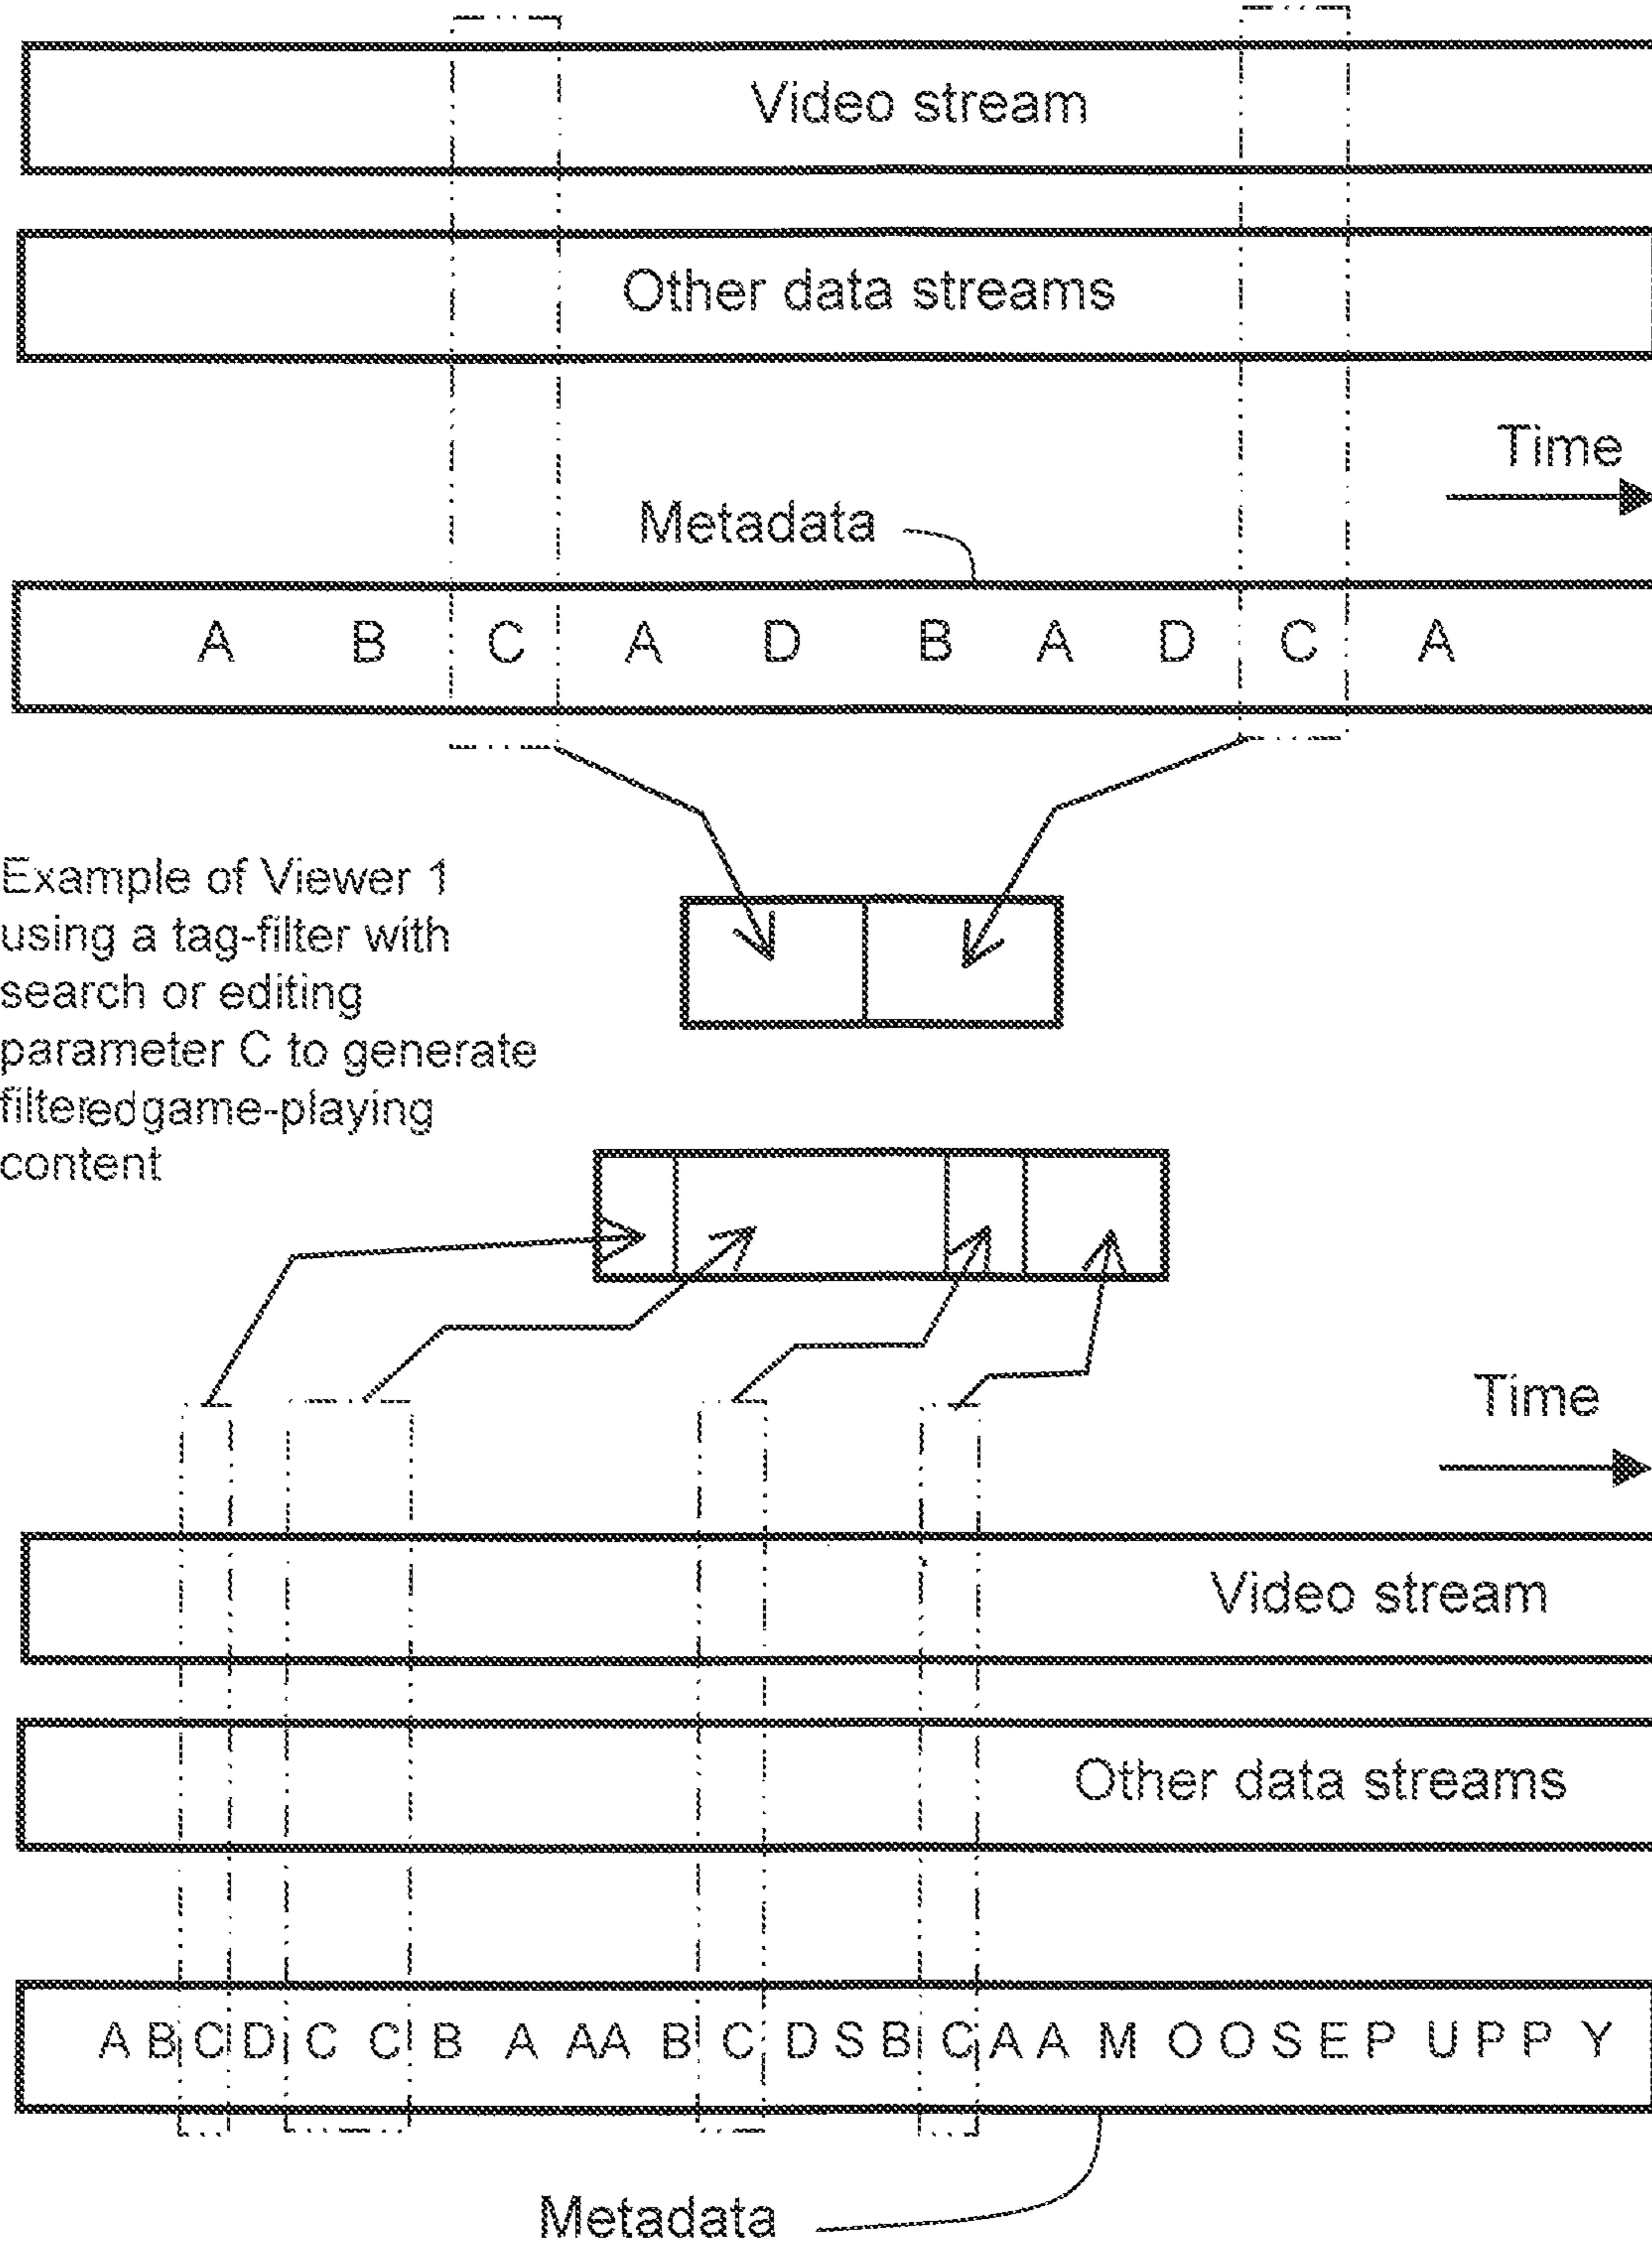 Video stream
Other data streams
Time
Metadata
A B C A D B A D C A
Example of Viewer 1
using a tag-filter with
search or editing
parameter C to generate
filteredgame-playing
content
Time
Video stream
Other data streams
A B C D C C B A AA B C D S B C A A M O O S E P U P P Y
Metadata